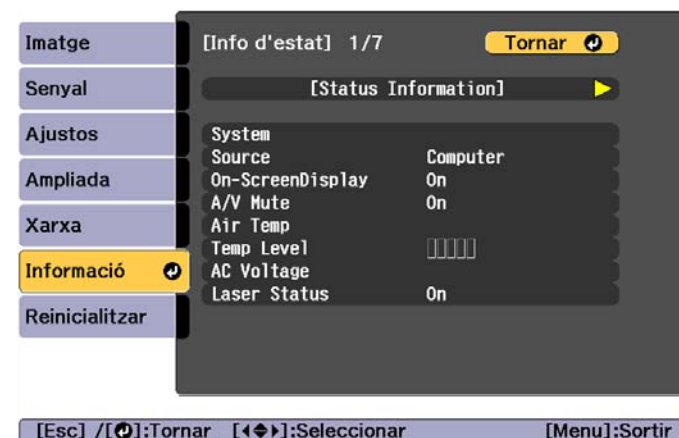 Imatge
Senyal
Ajustos
Ampliada
Xarxa
Informació
Reinicialitzar
[Info d'estat] 1/7 Tornar
[Status Information]
System
Source Computer
On-ScreenDisplay On
A/V Mute On
Air Temp
Temp Level
AC Voltage
Laser Status On
[Esc] /[ ]:Tornar [ ]:Seleccionar [Menu]:Sortir